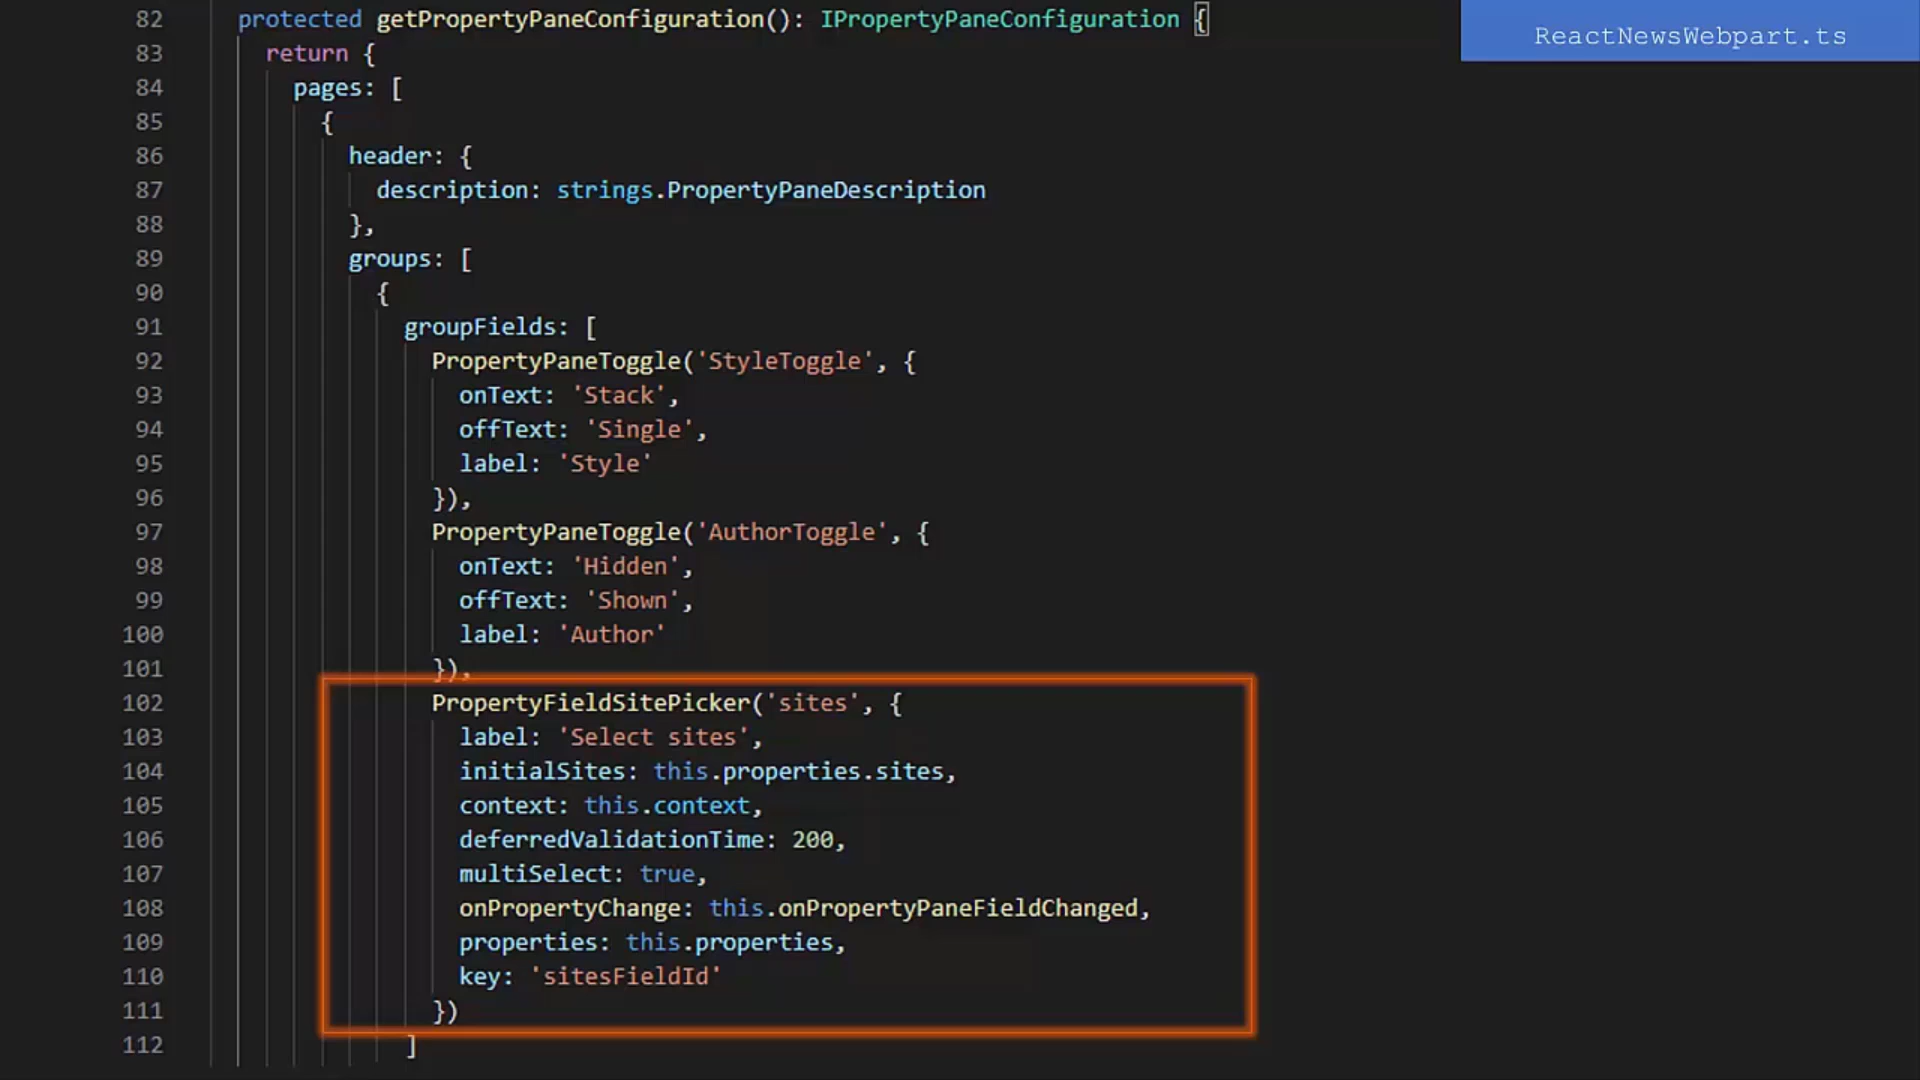 ReactNewsWebpart.ts
82 protected getPropertyPaneConfiguration(): IPropertyPaneConfiguration {
83 return {
84 pages: [
85 {
86 header: {
87 description: strings.PropertyPaneDescription
88 },
89 groups: [
90 {
91 groupFields: [
92 PropertyPaneToggle('StyleToggle', {
93 onText: 'Stack',
94 offText: 'Single',
95 label: 'Style'
96 }),
97 PropertyPaneToggle('AuthorToggle', {
98 onText: 'Hidden',
99 offText: 'Shown',
100 label: 'Author'
101 }),
102 PropertyFieldSitePicker('sites', {
103 label: 'Select sites',
104 initialSites: this.properties.sites,
105 context: this.context,
106 deferredValidationTime: 200,
107 multiSelect: true,
108 onPropertyChange: this.onPropertyPaneFieldChanged,
109 properties: this.properties,
110 key: 'sitesFieldId'
111 })
112 ]